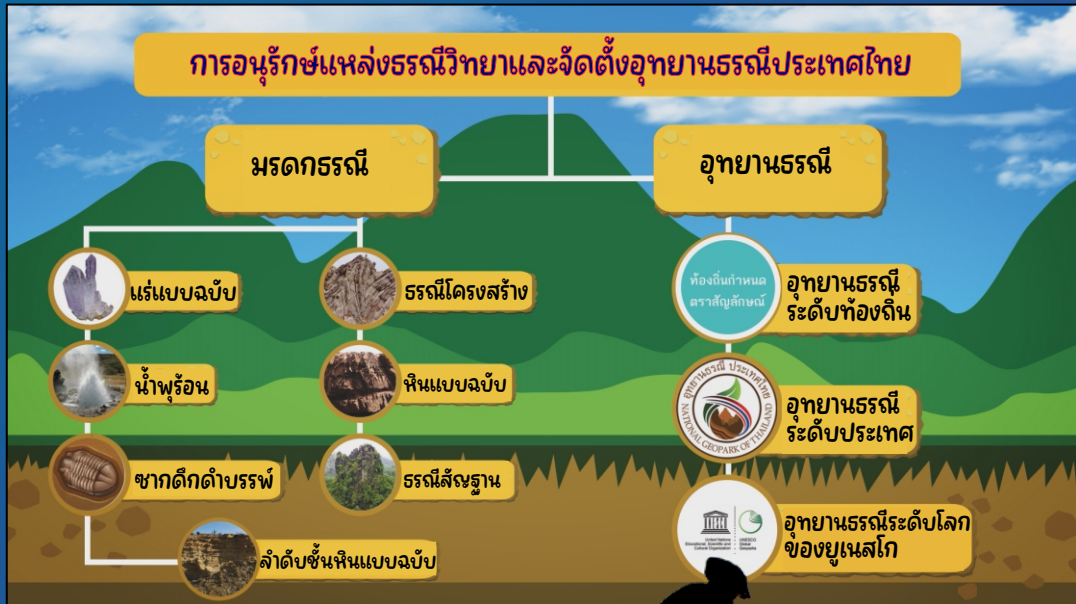 การอนุรักษ์แหล่งธรณีวิทยาและจัดตั้งอุทยานธรณีประเทศไทย
มรดกธรณี
แร่แบบฉบับ
น้ำพุร้อน
ซากดึกดำบรรพ์
ลำดับชั้นหินแบบฉบับ
ธรณีโครงสร้าง
หินแบบฉบับ
ธรณีสัณฐาน
อุทยานธรณี
ท้องถิ่นกำหนด
ตราสัญลักษณ์
อุทยานธรณี
ระดับท้องถิ่น
อุทยานธรณี ประเทศไทย
NATIONAL GEOPARK OF THAILAND
อุทยานธรณี
ระดับประเทศ
United Nations
Educational, Scientific and
Cultural Organization
UNESCO
Global
Geoparks
อุทยานธรณีระดับโลก
ของยูเนสโก